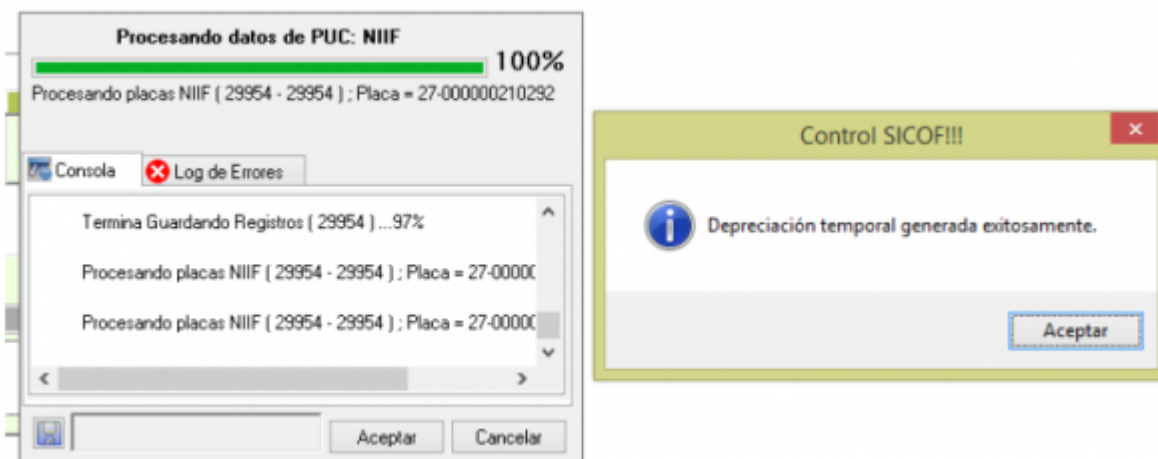 Procesando datos de PUC: NIIF
100%
Procesando placas NIIF ( 29954 - 29954 ) ; Placa = 27-000000210292
Consola
Log de Errores
Termina Guardando Registros ( 29954 ) ...97%
Procesando placas NIIF ( 29954 - 29954 ) ; Placa = 27-00000
Procesando placas NIIF ( 29954 - 29954 ) ; Placa = 27-00000
Aceptar
Cancelar
Control SICOF!!!
Depreciación temporal generada exitosamente.
Aceptar